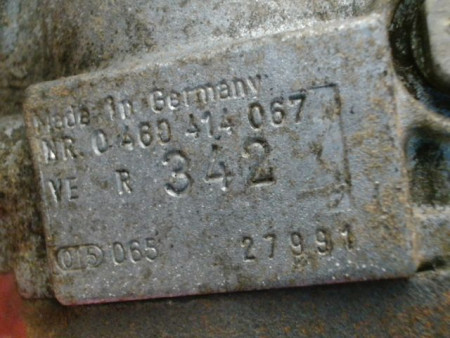 Made in Germany
NR. 0 460 414 067
VE R 342
015 065 27991